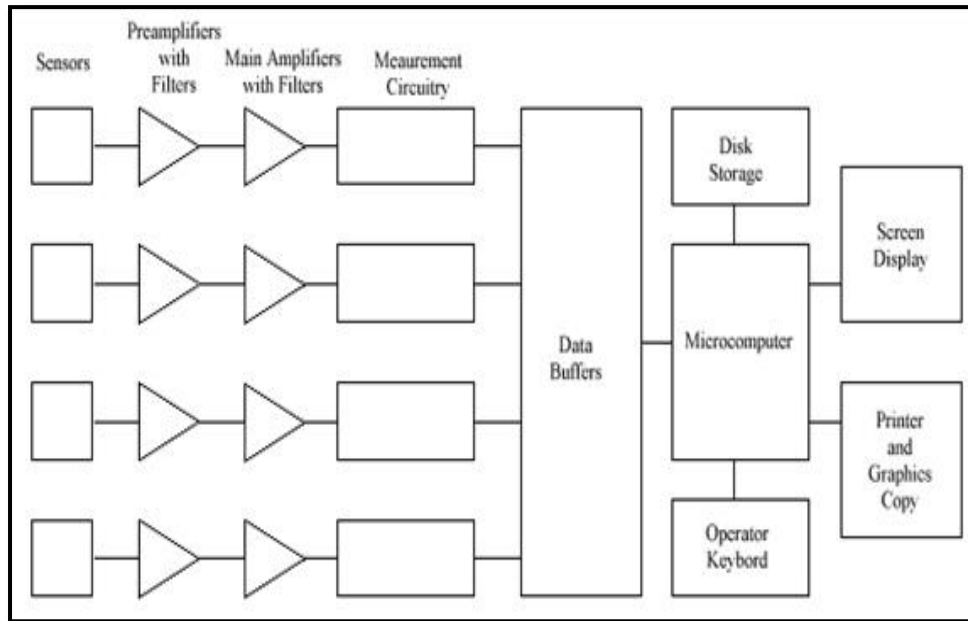 Sensors
Preamplifiers
with
Filters
Main Amplifiers
with Filters
Meaurement
Circuitry
Disk
Storage
Screen
Display
Data
Buffers
Microcomputer
Printer
and
Graphics
Copy
Operator
Keybord